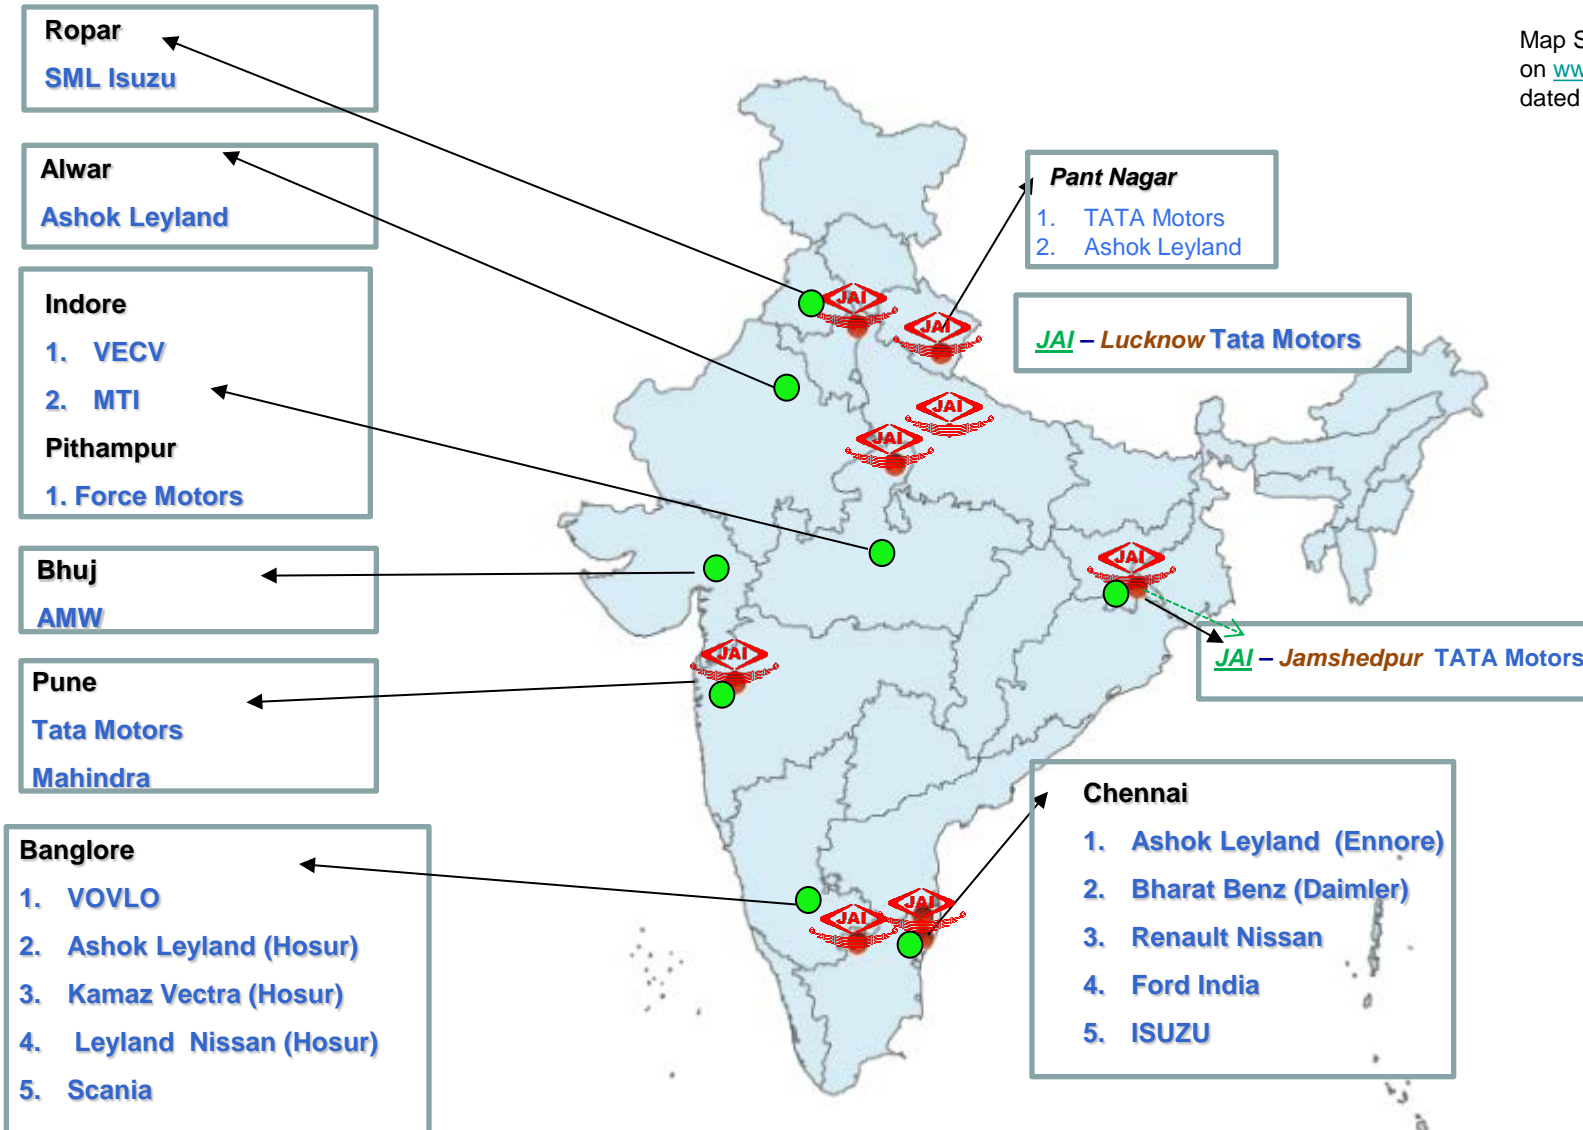 Ropar
SML Isuzu
Map
on
dated
Alwar
Ashok Leyland
Pant Nagar
1. TATA Motors
2. Ashok Leyland
Indore
1. VECV
2. MTI
Pithampur
1. Force Motors
JAI – Lucknow Tata Motors
JAI
JAI
JAI
JAI
Bhuj
AMW
JAI
JAI – Jamshedpur TATA Motors
Pune
Tata Motors
Mahindra
JAI
Banglore
1. VOVLO
2. Ashok Leyland (Hosur)
3. Kamaz Vectra (Hosur)
4. Leyland Nissan (Hosur)
5. Scania
JAI
JAI
Chennai
1. Ashok Leyland (Ennore)
2. Bharat Benz (Daimler)
3. Renault Nissan
4. Ford India
5. ISUZU